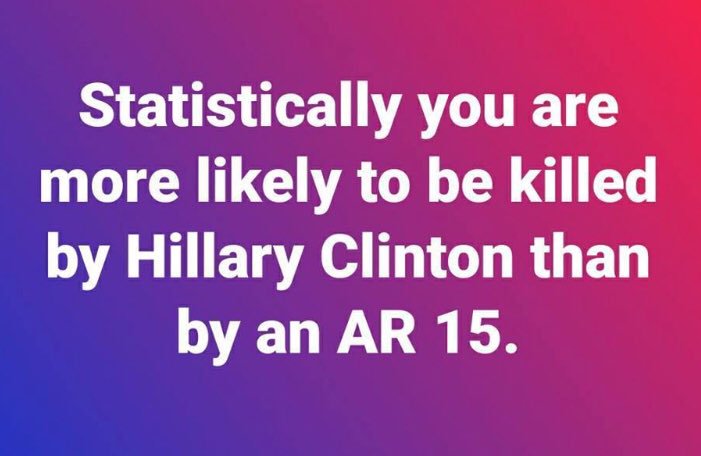 Statistically you are
more likely to be killed
by Hillary Clinton than
by an AR 15.